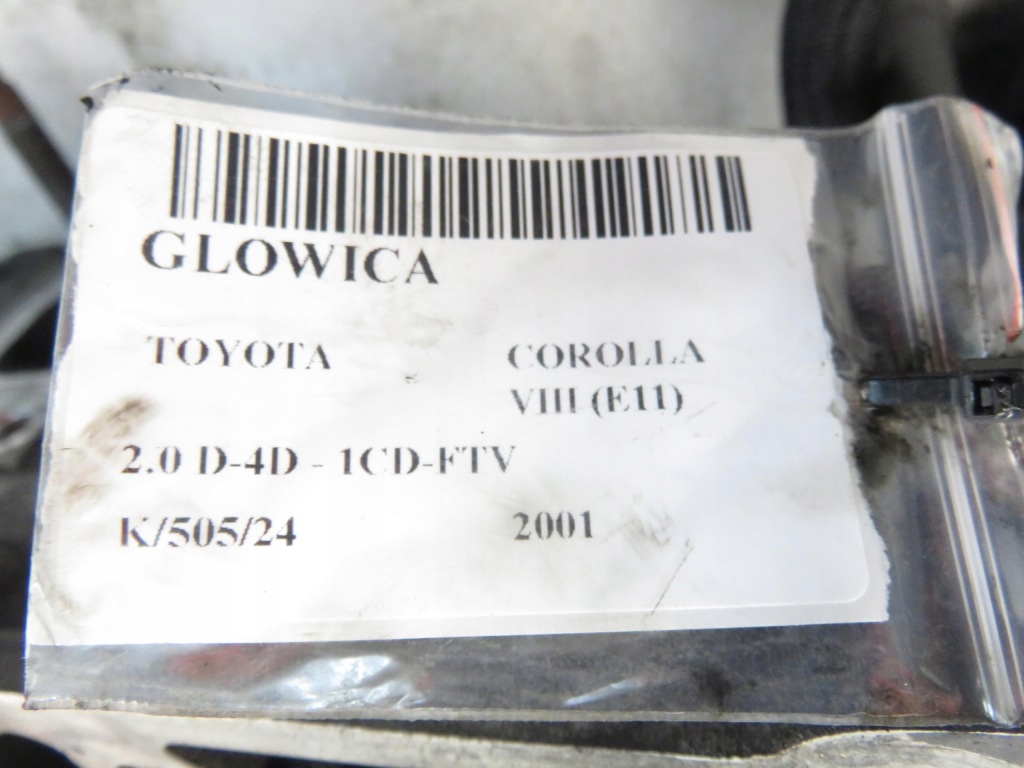 GLOWICA
TOYOTA COROLLA
VIII (E11)
2.0 D-4D - 1CD-FTV
K/505/24 2001